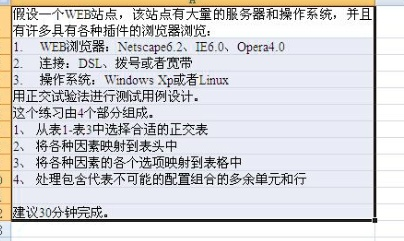 假设一个WEB站点，该站点有大量的服务器和操作系统，并且
有许多具有各种插件的浏览器浏览：
1. WEB浏览器：Netscape6.2、IE6.0、Opera4.0
2. 连接：DSL、拨号或者宽带
3. 操作系统：Windows Xp或者Linux
用正交试验法进行测试用例设计。
这个练习由4个部分组成。
1、 从表1-表3中选择合适的正交表
2、 将各种因素映射到表头中
3、 将各种因素的各个选项映射到表格中
4、 处理包含代表不可能的配置组合的多余单元和行
建议30分钟完成。